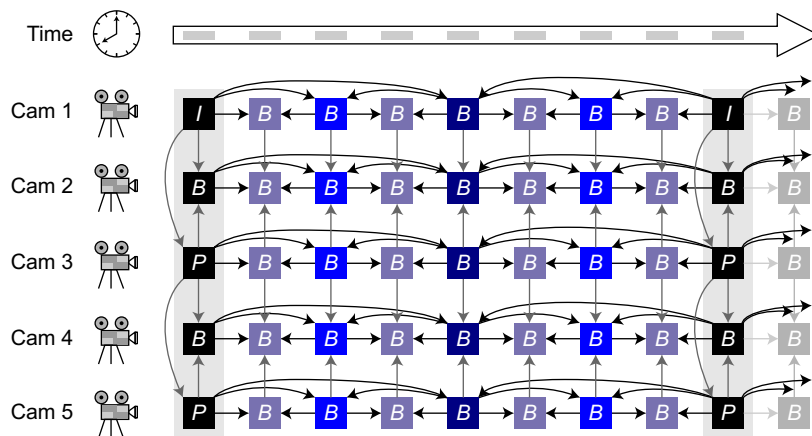 Time
Cam 1 I B B B B B B B I B
Cam 2 B B B B B B B B B B
Cam 3 P B B B B B B B P B
Cam 4 B B B B B B B B B B
Cam 5 P B B B B B B B P B